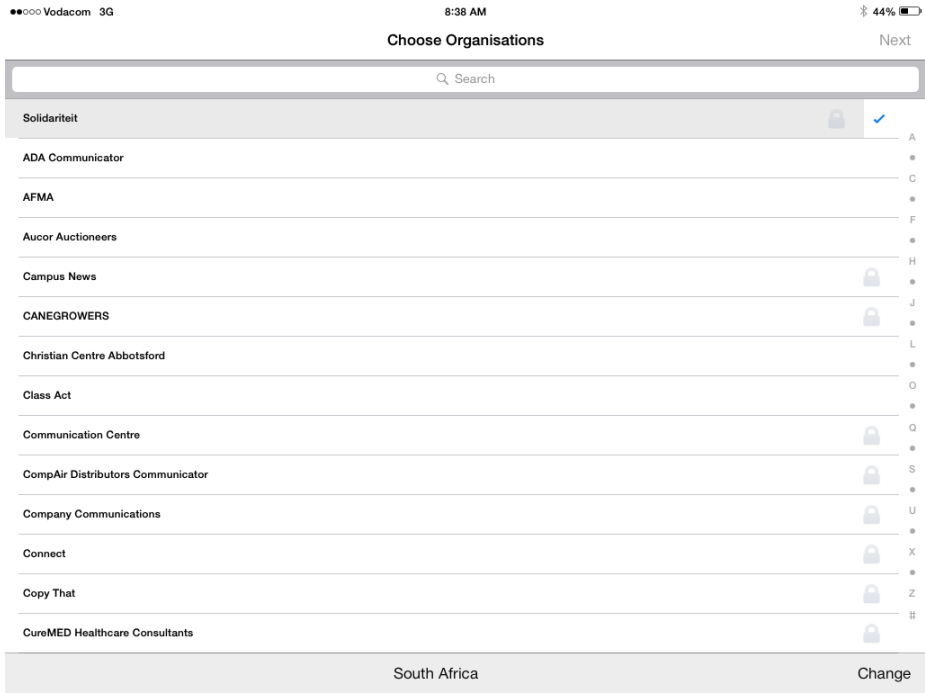 Vodacom 3G 8:38 AM 44%
Choose Organisations Next
Search
Solidariteit
ADA Communicator
AFMA
Aucor Auctioneers
Campus News
CANEGROWERS
Christian Centre Abbotsford
Class Act
Communication Centre
CompAir Distributors Communicator
Company Communications
Connect
Copy That
CureMED Healthcare Consultants
A
C
F
H
J
L
O
Q
S
U
X
Z
#
South Africa Change